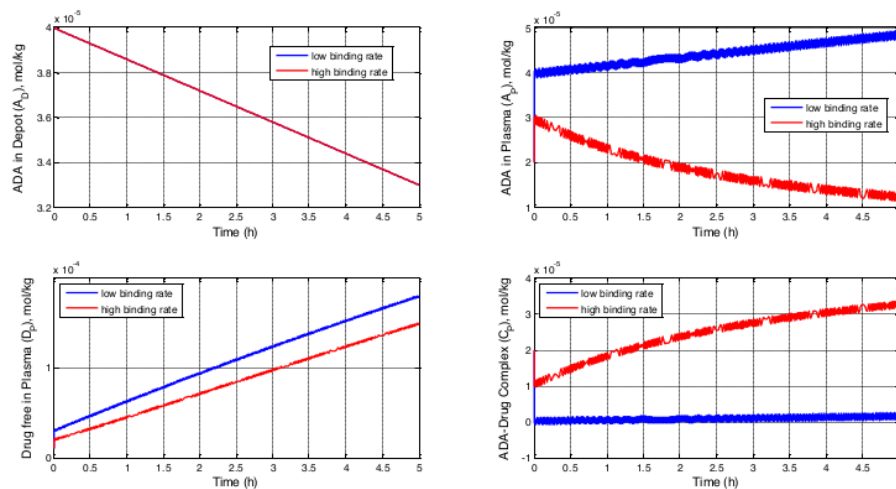 x 10⁻⁵
4
3.8
3.6
3.4
3.2
0 0.5 1 1.5 2 2.5 3 3.5 4 4.5 5
Time (h)
ADA in Depot (A_D), mol/kg
low binding rate
high binding rate
x 10⁻⁵
5
4
3
2
1
0 0.5 1 1.5 2 2.5 3 3.5 4 4.5
Time (h)
ADA in Plasma (A_P), mol/kg
low binding rate
high binding rate
x 10⁻⁴
1
0
0 0.5 1 1.5 2 2.5 3 3.5 4 4.5 5
Time (h)
Drug free in Plasma (D_P), mol/kg
low binding rate
high binding rate
x 10⁻⁵
4
3
2
1
0
-1
0 0.5 1 1.5 2 2.5 3 3.5 4 4.5
Time (h)
ADA-Drug Complex (C_P), mol/kg
low binding rate
high binding rate